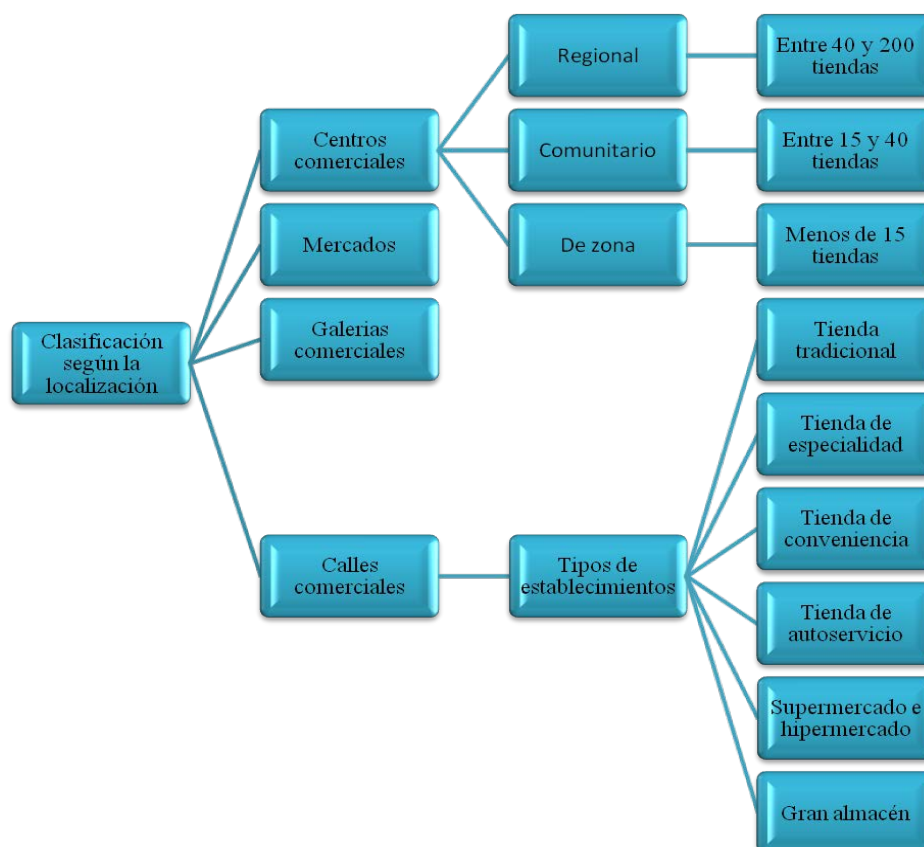 Clasificación
según la
localización
Centros
comerciales
Regional
Entre 40 y 200
tiendas
Comunitario
Entre 15 y 40
tiendas
De zona
Menos de 15
tiendas
Mercados
Galerias
comerciales
Calles
comerciales
Tipos de
establecimientos
Tienda
tradicional
Tienda de
especialidad
Tienda de
conveniencia
Tienda de
autoservicio
Supermercado e
hipermercado
Gran almacén